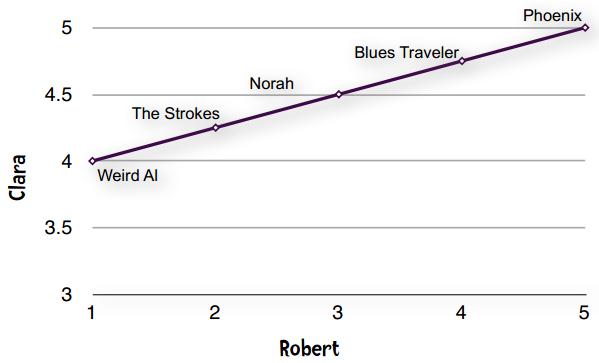 Phoenix
5
Blues Traveler
Norah
4.5
The Strokes
4
Weird Al
Clara
3.5
3
1 2 3 4 5
Robert